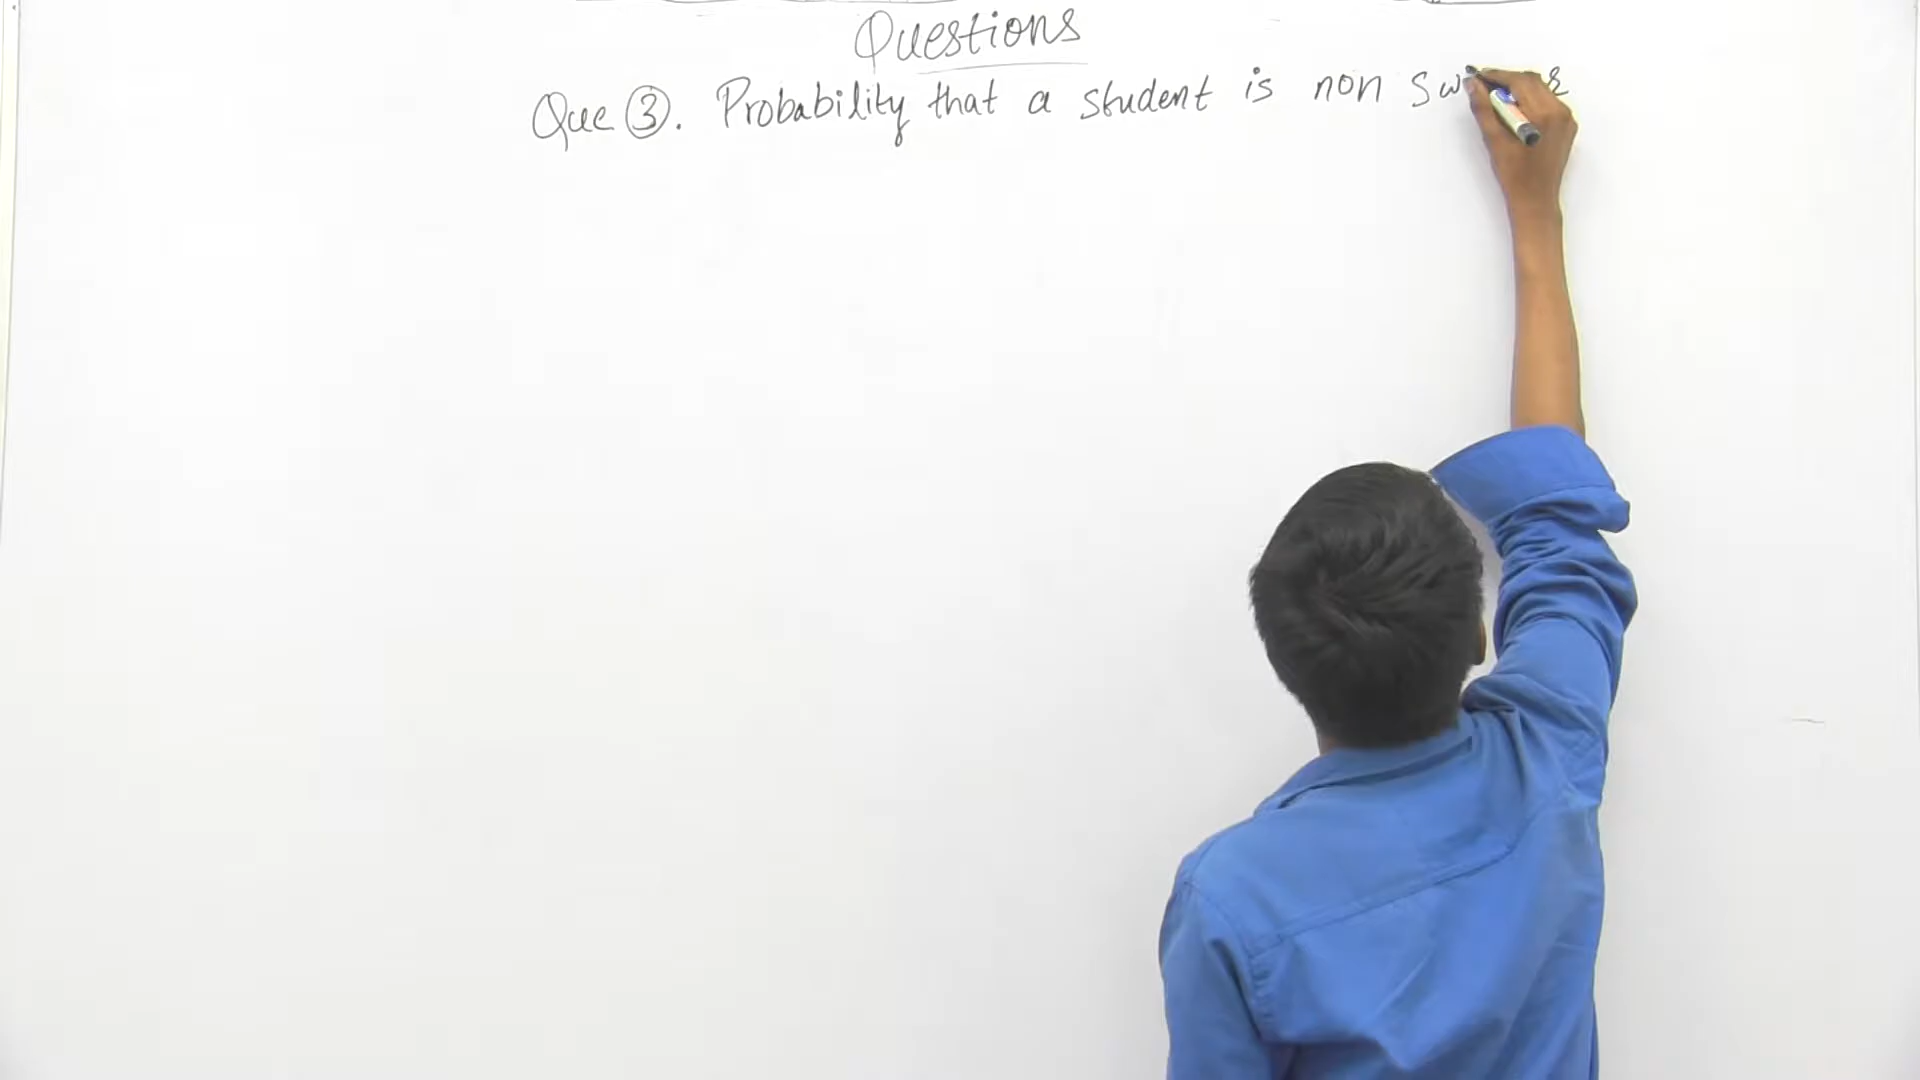 Questions
Que ③. Probability that a student is non